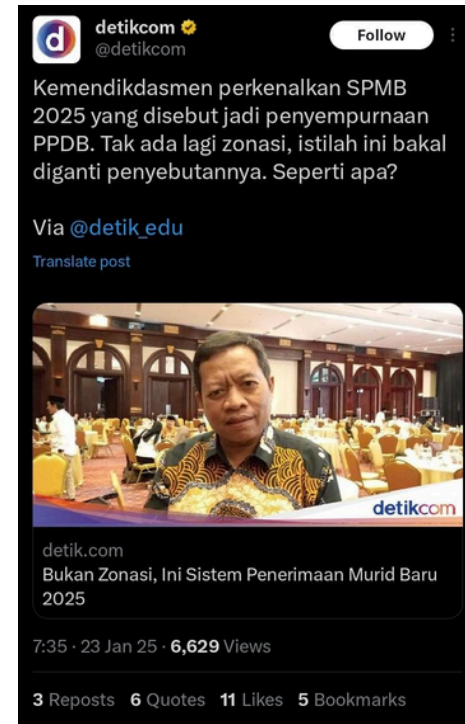 detikcom
@detikcom
Follow
Kemendikdasmen perkenalkan SPMB
2025 yang disebut jadi penyempurnaan
PPDB. Tak ada lagi zonasi, istilah ini bakal
diganti penyebutannya. Seperti apa?
Via @detik_edu
Translate post
detikcom
detik.com
Bukan Zonasi, Ini Sistem Penerimaan Murid Baru
2025
7:35 · 23 Jan 25 · 6,629 Views
3 Reposts 6 Quotes 11 Likes 5 Bookmarks